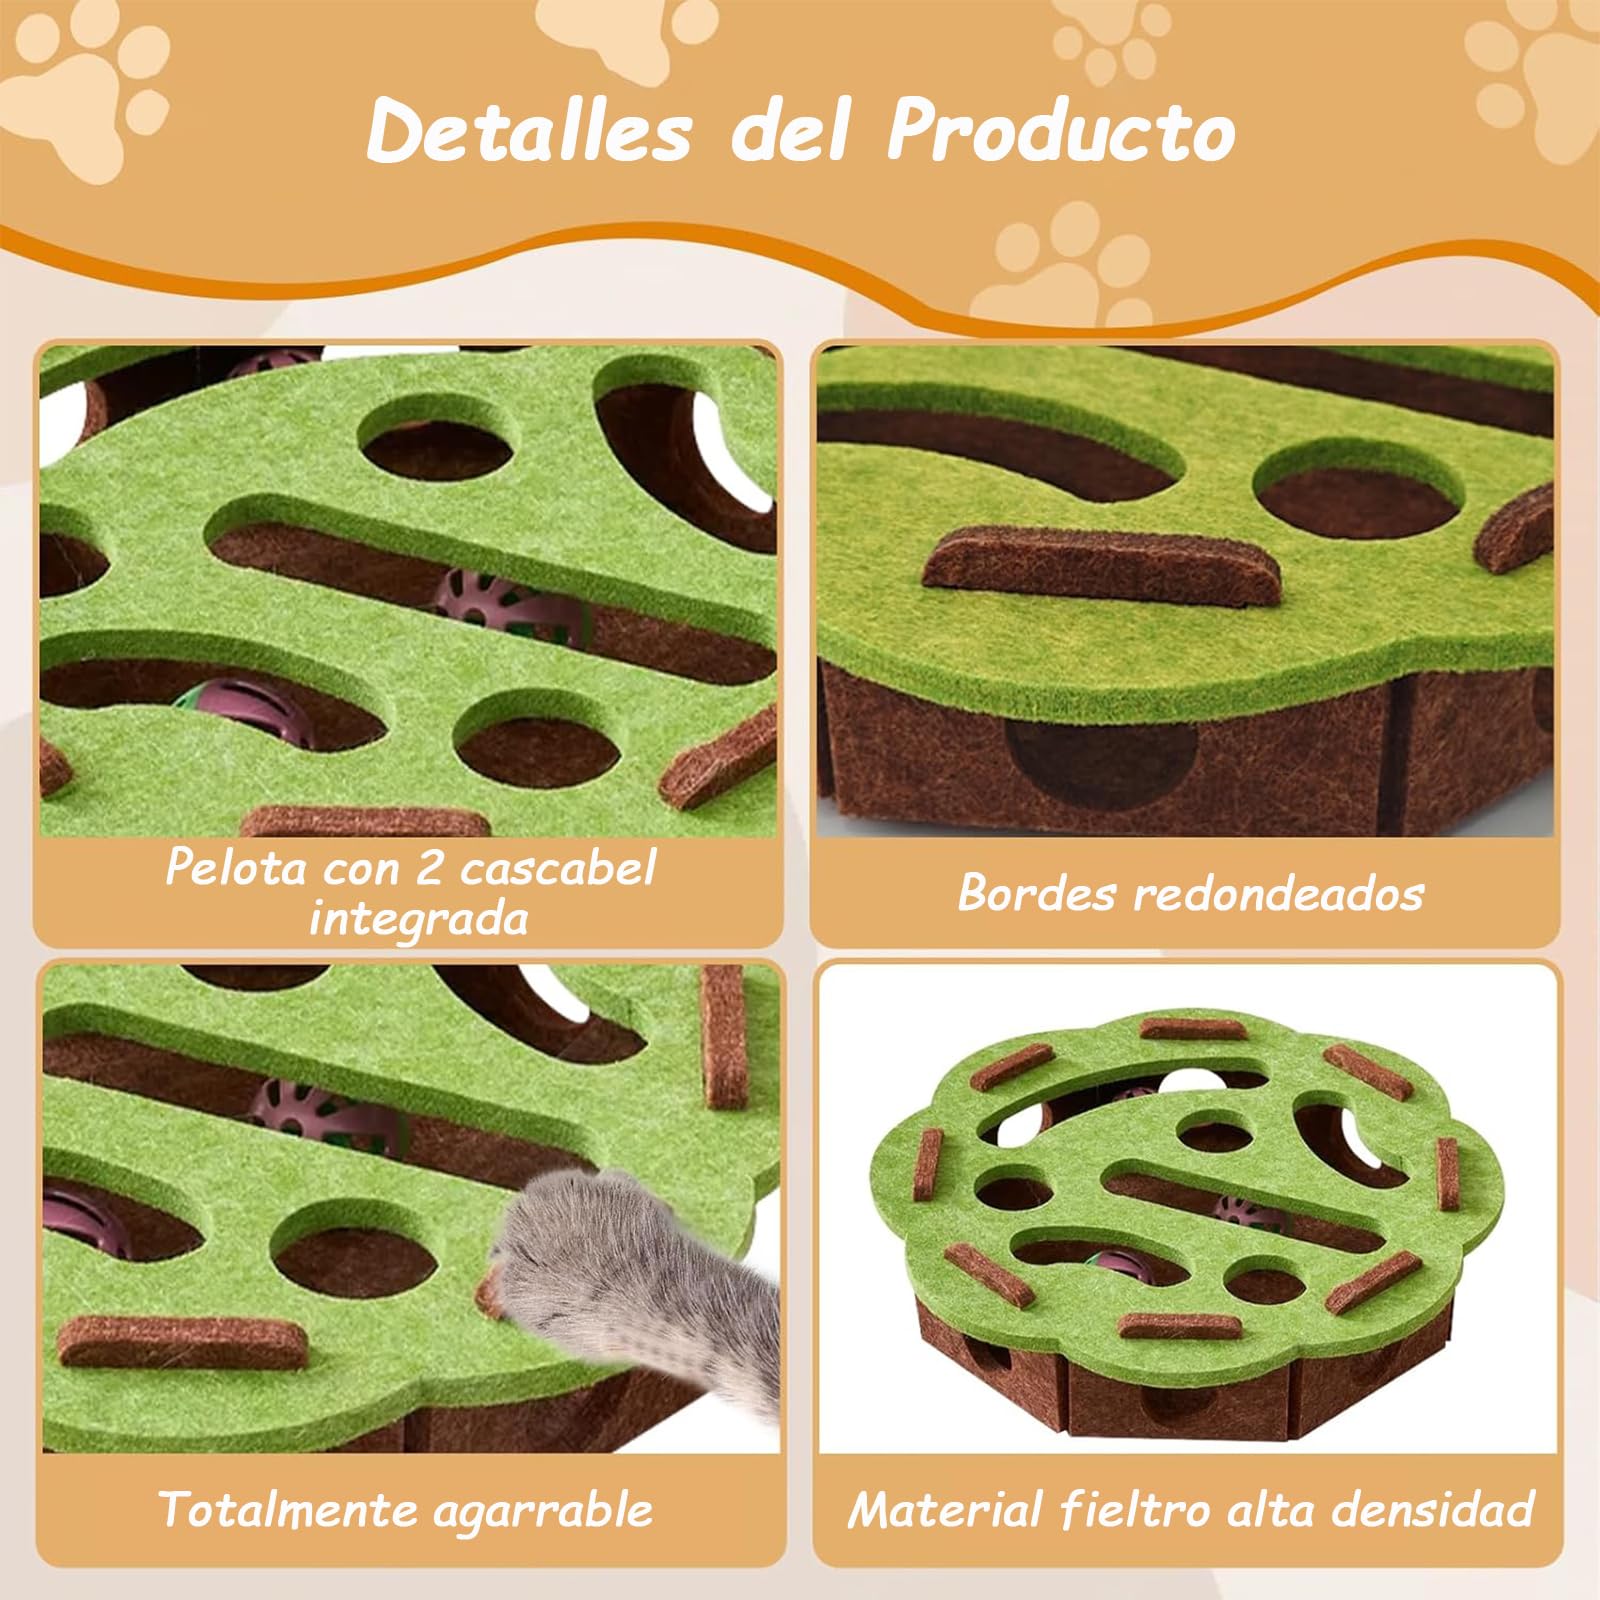 Detalles del Producto
Pelota con 2 cascabel
integrada
Bordes redondeados
Totalmente agarrable
Material fieltro alta densidad